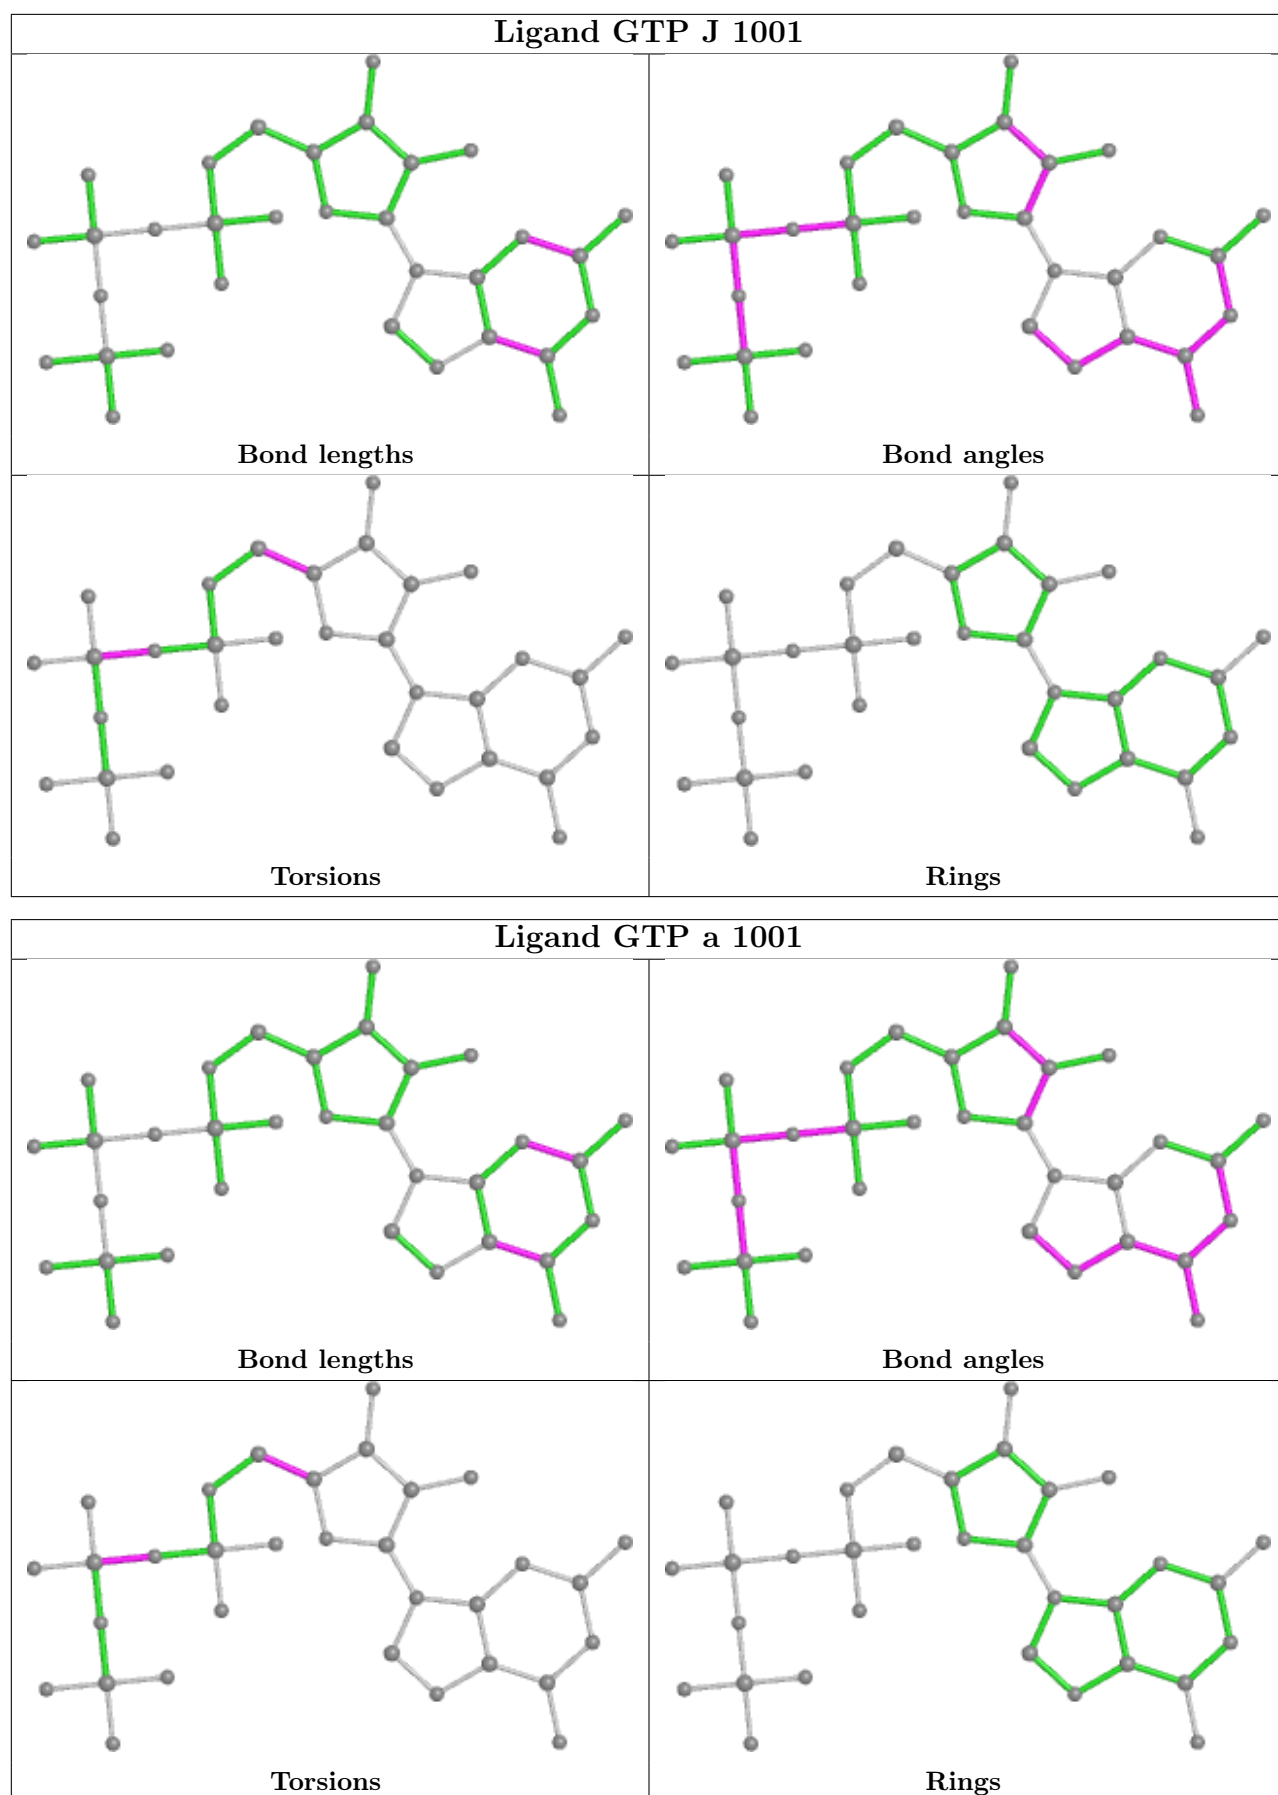 Ligand GTP J 1001
Bond lengths
Bond angles
Torsions
Rings
Ligand GTP a 1001
Bond lengths
Bond angles
Torsions
Rings